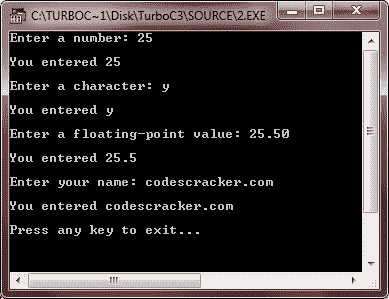 C:\TURBOC~1\Disk\TurboC3\SOURCE\2.EXE
Enter a number: 25
You entered 25
Enter a character: y
You entered y
Enter a floating-point value: 25.50
You entered 25.5
Enter your name: codescracker.com
You entered codescracker.com
Press any key to exit...